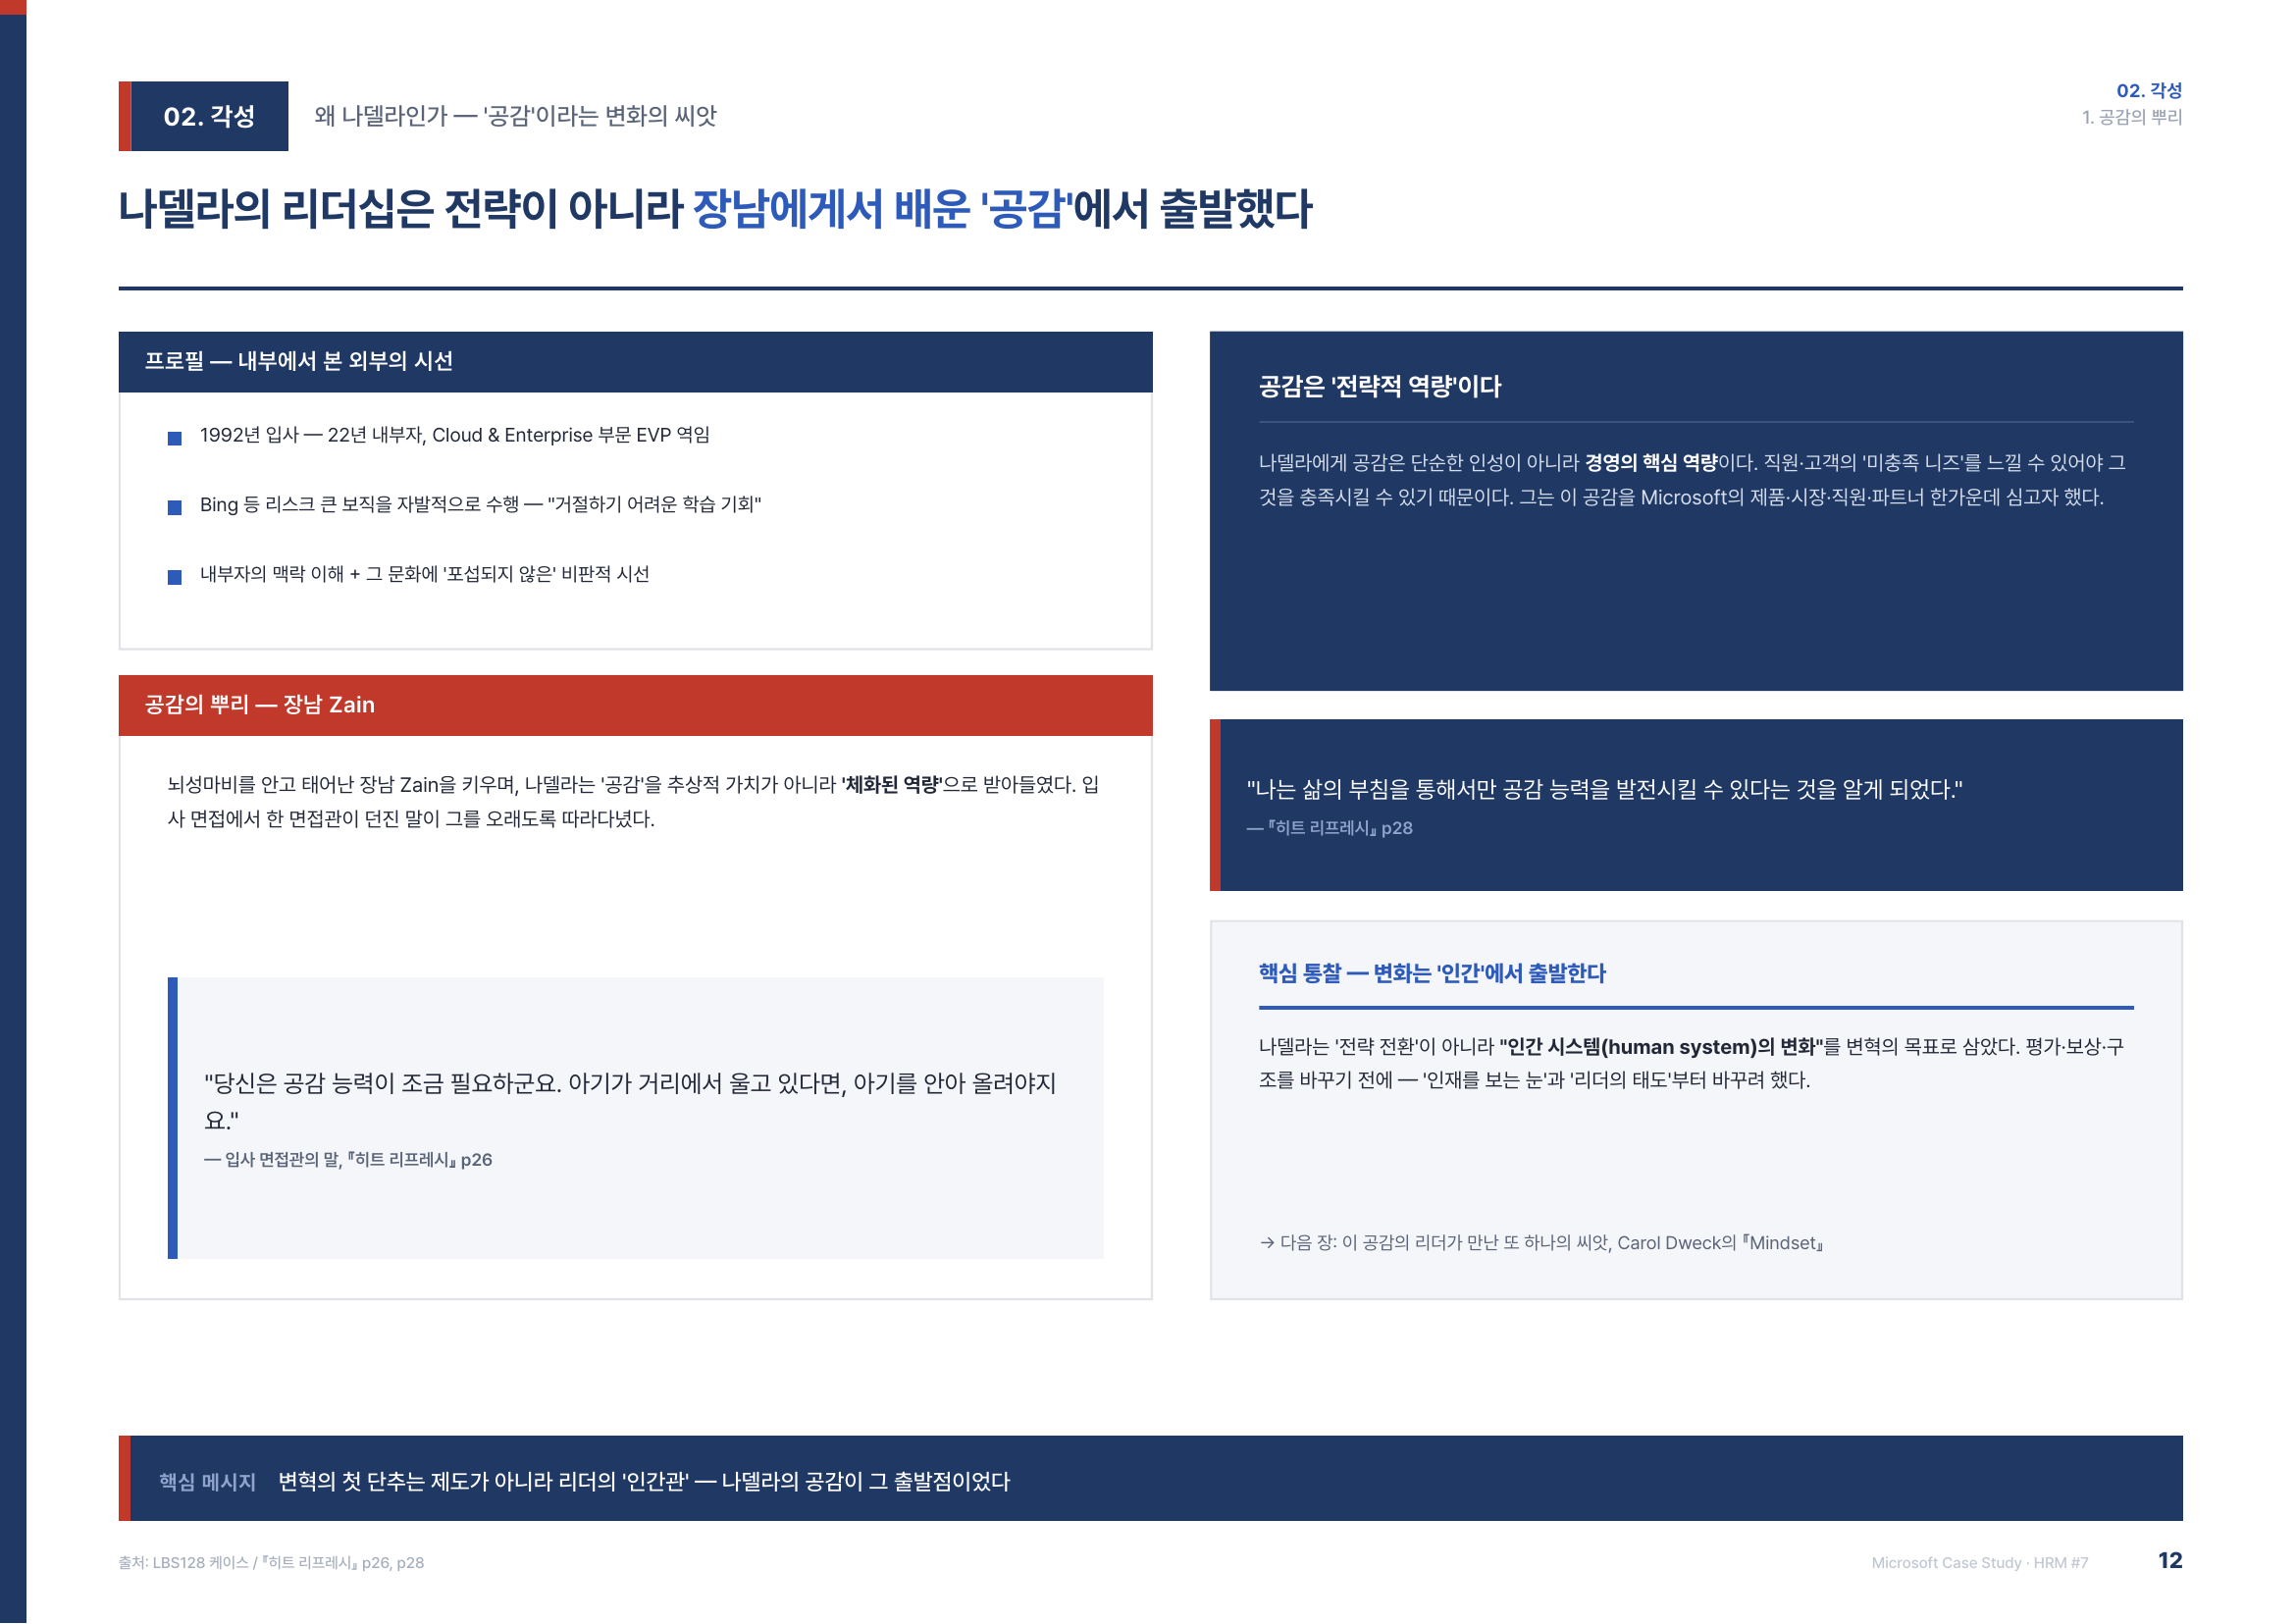 02. 각성
왜 나델라인가 — '공감'이라는 변화의 씨앗
02. 각성
1. 공감의 뿌리
나델라의 리더십은 전략이 아니라 장남에게서 배운 '공감'에서 출발했다
프로필 — 내부에서 본 외부의 시선
1992년 입사 — 22년 내부자, Cloud & Enterprise 부문 EVP 역임
Bing 등 리스크 큰 보직을 자발적으로 수행 — "거절하기 어려운 학습 기회"
내부자의 맥락 이해 + 그 문화에 '포섭되지 않은' 비판적 시선
공감의 뿌리 — 장남 Zain
뇌성마비를 안고 태어난 장남 Zain을 키우며, 나델라는 '공감'을 추상적 가치가 아니라 '체화된 역량'으로 받아들였다. 입
사 면접에서 한 면접관이 던진 말이 그를 오래도록 따라다녔다.
"당신은 공감 능력이 조금 필요하군요. 아기가 거리에서 울고 있다면, 아기를 안아 올려야지
요."
— 입사 면접관의 말, 『히트 리프레시』 p26
공감은 '전략적 역량'이다
나델라에게 공감은 단순한 인성이 아니라 경영의 핵심 역량이다. 직원·고객의 '미충족 니즈'를 느낄 수 있어야 그
것을 충족시킬 수 있기 때문이다. 그는 이 공감을 Microsoft의 제품·시장·직원·파트너 한가운데 심고자 했다.
"나는 삶의 부침을 통해서만 공감 능력을 발전시킬 수 있다는 것을 알게 되었다."
— 『히트 리프레시』 p28
핵심 통찰 — 변화는 '인간'에서 출발한다
나델라는 '전략 전환'이 아니라 "인간 시스템(human system)의 변화"를 변혁의 목표로 삼았다. 평가·보상·구
조를 바꾸기 전에 — '인재를 보는 눈'과 '리더의 태도'부터 바꾸려 했다.
→ 다음 장: 이 공감의 리더가 만난 또 하나의 씨앗, Carol Dweck의 『Mindset』
핵심 메시지 변혁의 첫 단추는 제도가 아니라 리더의 '인간관' — 나델라의 공감이 그 출발점이었다
출처: LBS128 케이스 / 『히트 리프레시』 p26, p28
Microsoft Case Study · HRM #7
12